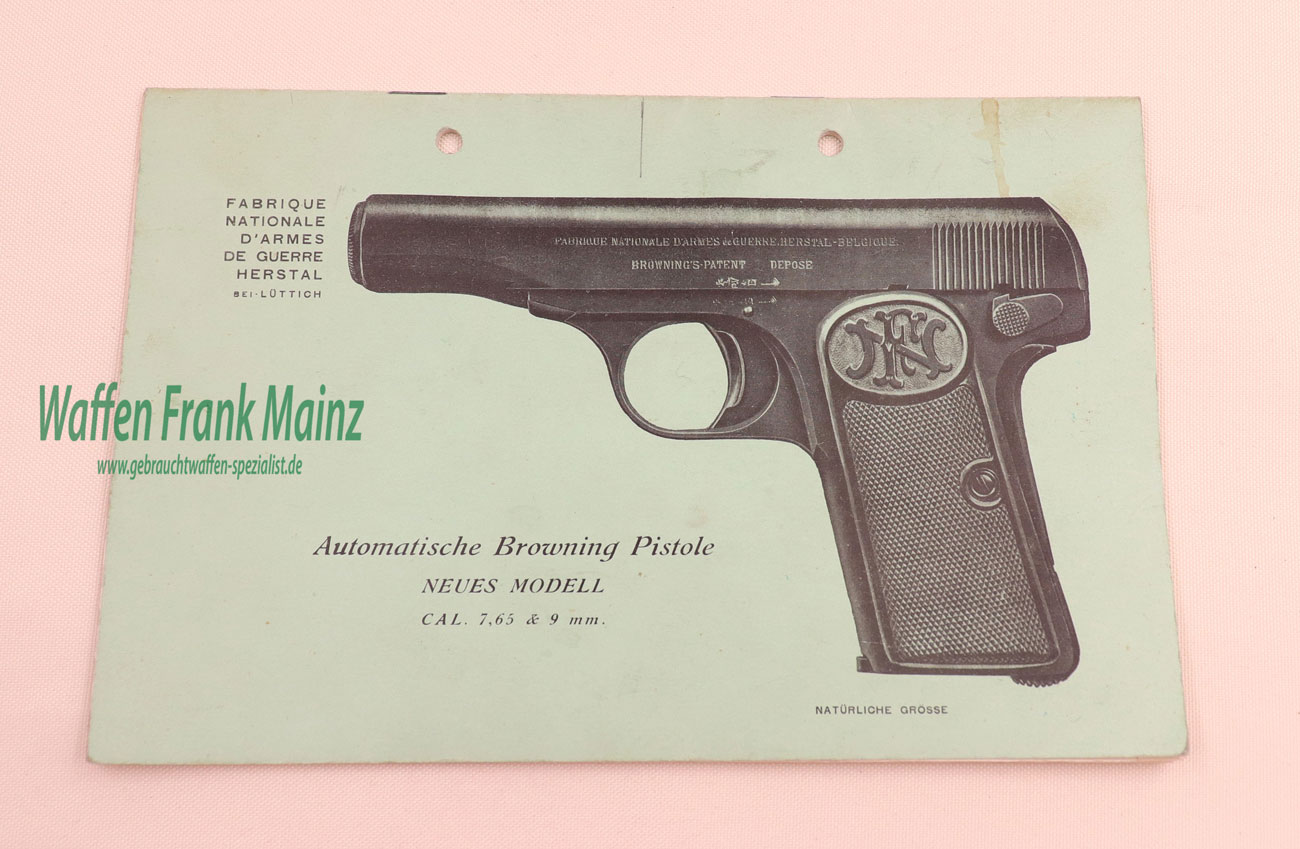 FABRIQUE
NATIONALE
D'ARMES
DE GUERRE
HERSTAL
BEI-LÜTTICH
FABRIQUE NATIONALE D'ARMES de GUERRE.HERSTAL-BELGIQUE.
BROWNING'S-PATENT DEPOSE
FN
Waffen Frank Mainz
www.gebrauchtwaffen-spezialist.de
Automatische Browning Pistole
NEUES MODELL
CAL. 7,65 & 9 mm.
NATÜRLICHE GRÖSSE